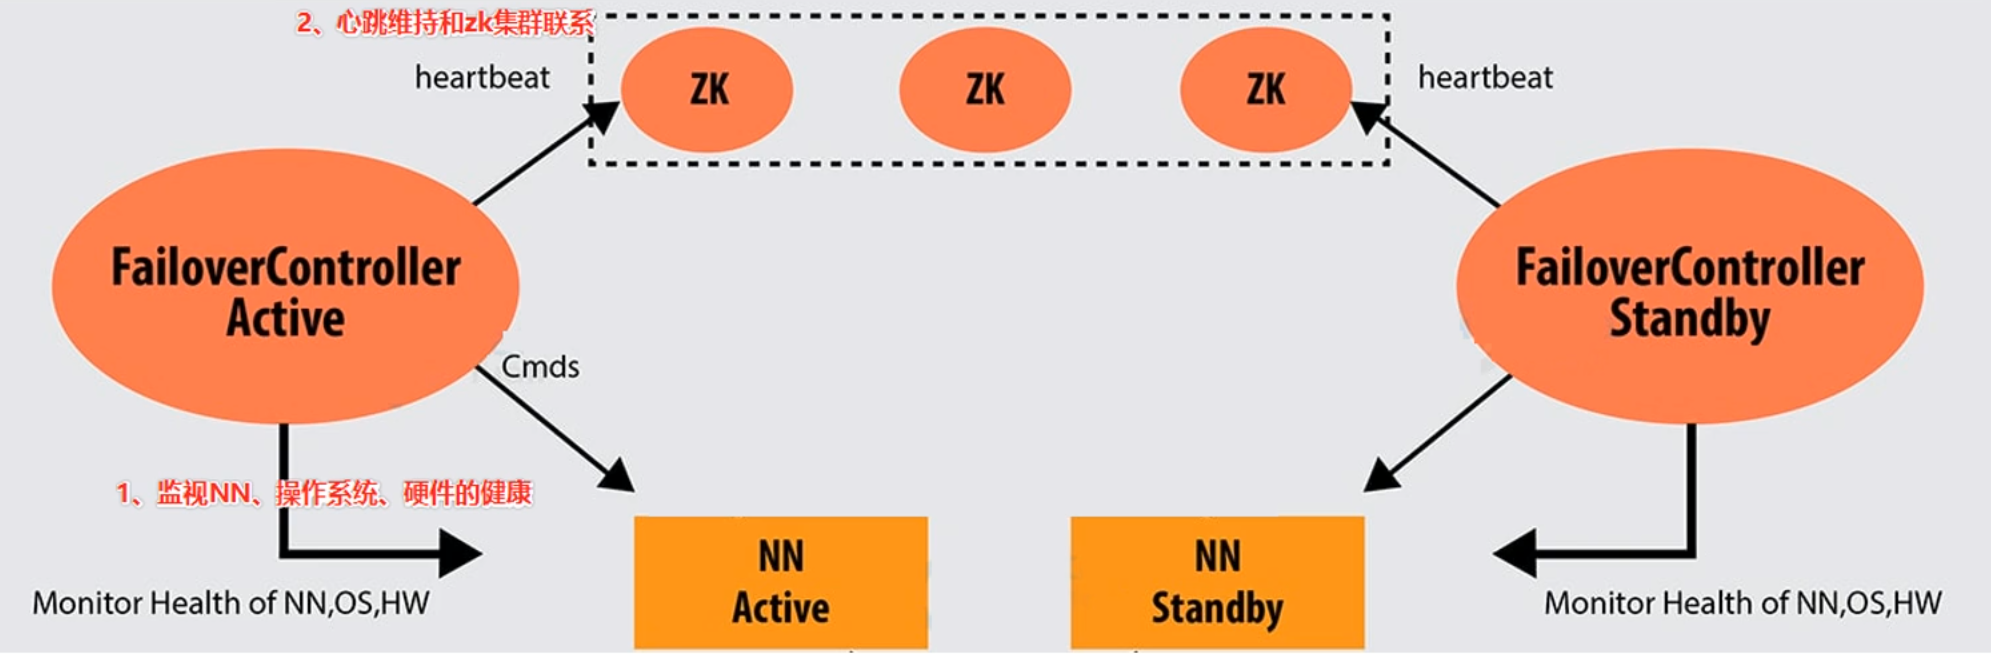 2、心跳维持和zk集群联系
heartbeat
ZK
ZK
ZK
heartbeat
FailoverController
Active
FailoverController
Standby
Cmds
1、监视NN、操作系统、硬件的健康
Monitor Health of NN,OS,HW
NN
Active
NN
Standby
Monitor Health of NN,OS,HW